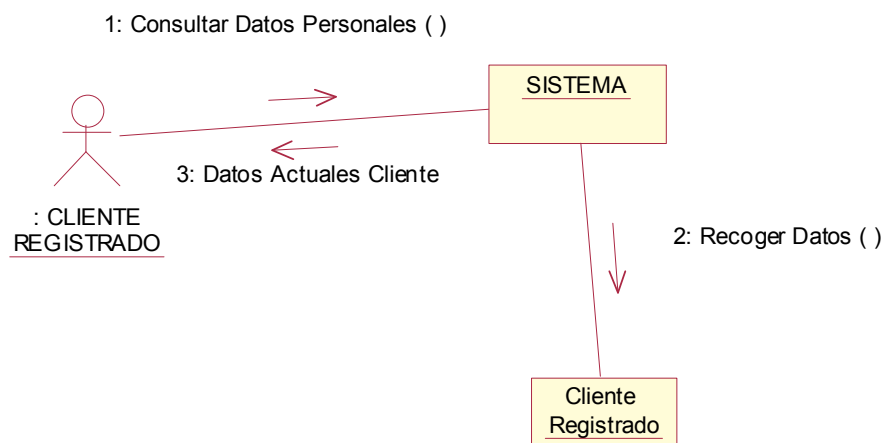 1: Consultar Datos Personales ( )
SISTEMA
3: Datos Actuales Cliente
: CLIENTE
REGISTRADO
2: Recoger Datos ( )
Cliente
Registrado